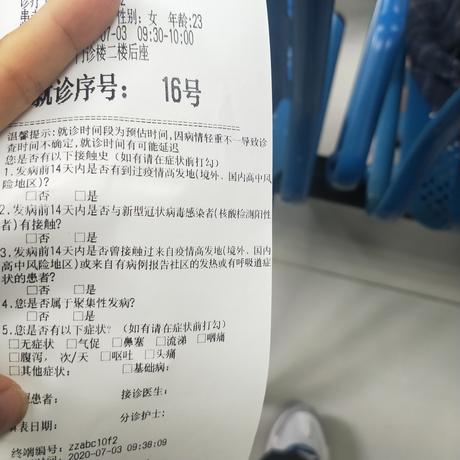 性别：女 年龄:23
07-03 09:30-10:00
门诊楼二楼后座
就诊序号： 16号
温馨提示：就诊时间段为预估时间,因病情轻重不一导致诊
查时间不确定,就诊时间有可能延迟
您是否有以下接触史（如有请在症状前打勾）
1.发病前14天内是否有到过疫情高发地(境外、国内高中风
险地区)?
□否 □是
2.发病前14天内是否与新型冠状病毒感染者(核酸检测阳性
者)有接触?
□否 □是
3.发病前14天内是否曾接触过来自疫情高发地(境外、国内
高中风险地区)或来自有病例报告社区的发热或有呼吸道症
状的患者?
□否 □是
4.您是否属于聚集性发病?
□否 □是
5.您是否有以下症状?（如有请在症状前打勾）
□无症状 □气促 □鼻塞 □流涕 □咽痛
□腹泻, 次/天 □呕吐 □头痛
□其他症状: □基础病:
患者: 接诊医生:
分诊护士:
表日期:
终端编号: zzabc10f2
时间: 2020-07-03 09:38:09